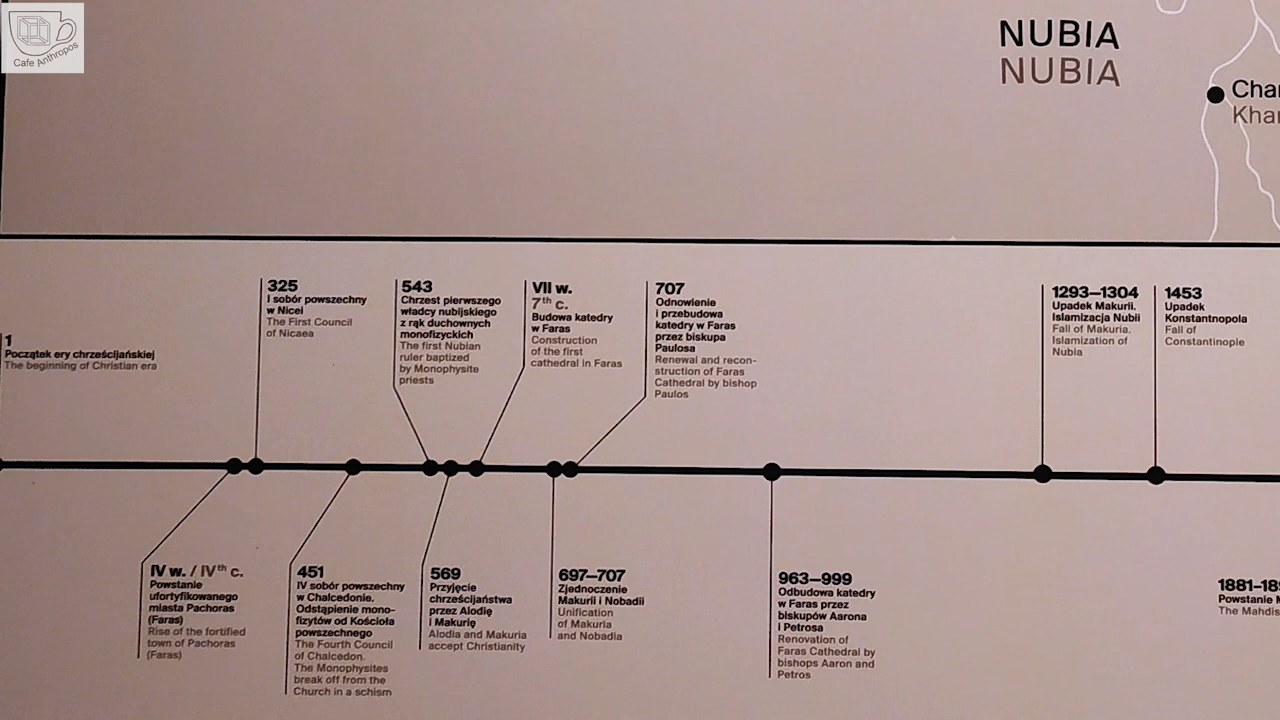 Cafe Anthropos
NUBIA
NUBIA
1
Początek ery chrześcijańskiej
The beginning of Christian era
325
I sobór powszechny
w Nicei
The First Council
of Nicaea
543
Chrzest pierwszego
władcy nubijskiego
z rąk duchownych
monofizyckich
The first Nubian
ruler baptized
by Monophysite
priests
VII w.
7th c.
Budowa katedry
w Faras
Construction
of the first
cathedral in Faras
707
Odnowienie
i przebudowa
katedry w Faras
przez biskupa
Paulosa
Renewal and recon-
struction of Faras
Cathedral by bishop
Paulos
1293–1304
Upadek Makurii.
Islamizacja Nubii
Fall of Makuria.
Islamization of
Nubia
1453
Upadek
Konstantnopola
Fall of
Constantinople
IV w. / IVth c.
Powstanie
ufortyfikowanego
miasta Pachoras
(Faras)
Rise of the fortified
town of Pachoras
(Faras)
451
IV sobór powszechny
w Chalcedonie.
Odstąpienie mono-
fizytów od Kościoła
powszechnego
The Fourth Council
of Chalcedon.
The Monophysites
break off from the
Church in a schism
569
Przyjęcie
chrześcijaństwa
przez Alodię
i Makurię
Alodia and Makuria
accept Christianity
697–707
Zjednoczenie
Makurii i Nobadii
Unification
of Makuria
and Nobadia
963–999
Odbudowa katedry
w Faras przez
biskupów Aarona
i Petrosa
Renovation of
Faras Cathedral by
bishops Aaron and
Petros
Powstanie
The